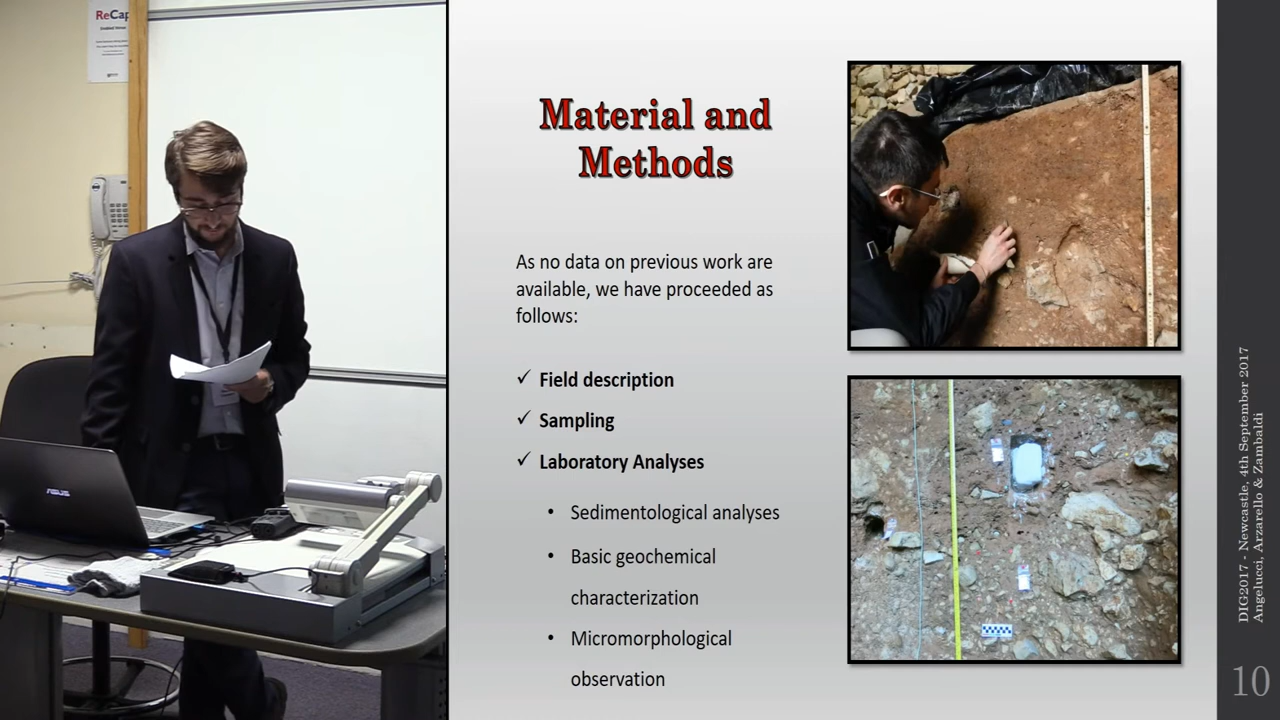 ReCap
ASUS
Material and
Methods
As no data on previous work are
available, we have proceeded as
follows:
✓ Field description
✓ Sampling
✓ Laboratory Analyses
• Sedimentological analyses
• Basic geochemical
characterization
• Micromorphological
observation
DIG2017 - Newcastle, 4th September 2017
Angelucci, Arzarello & Zambaldi
10